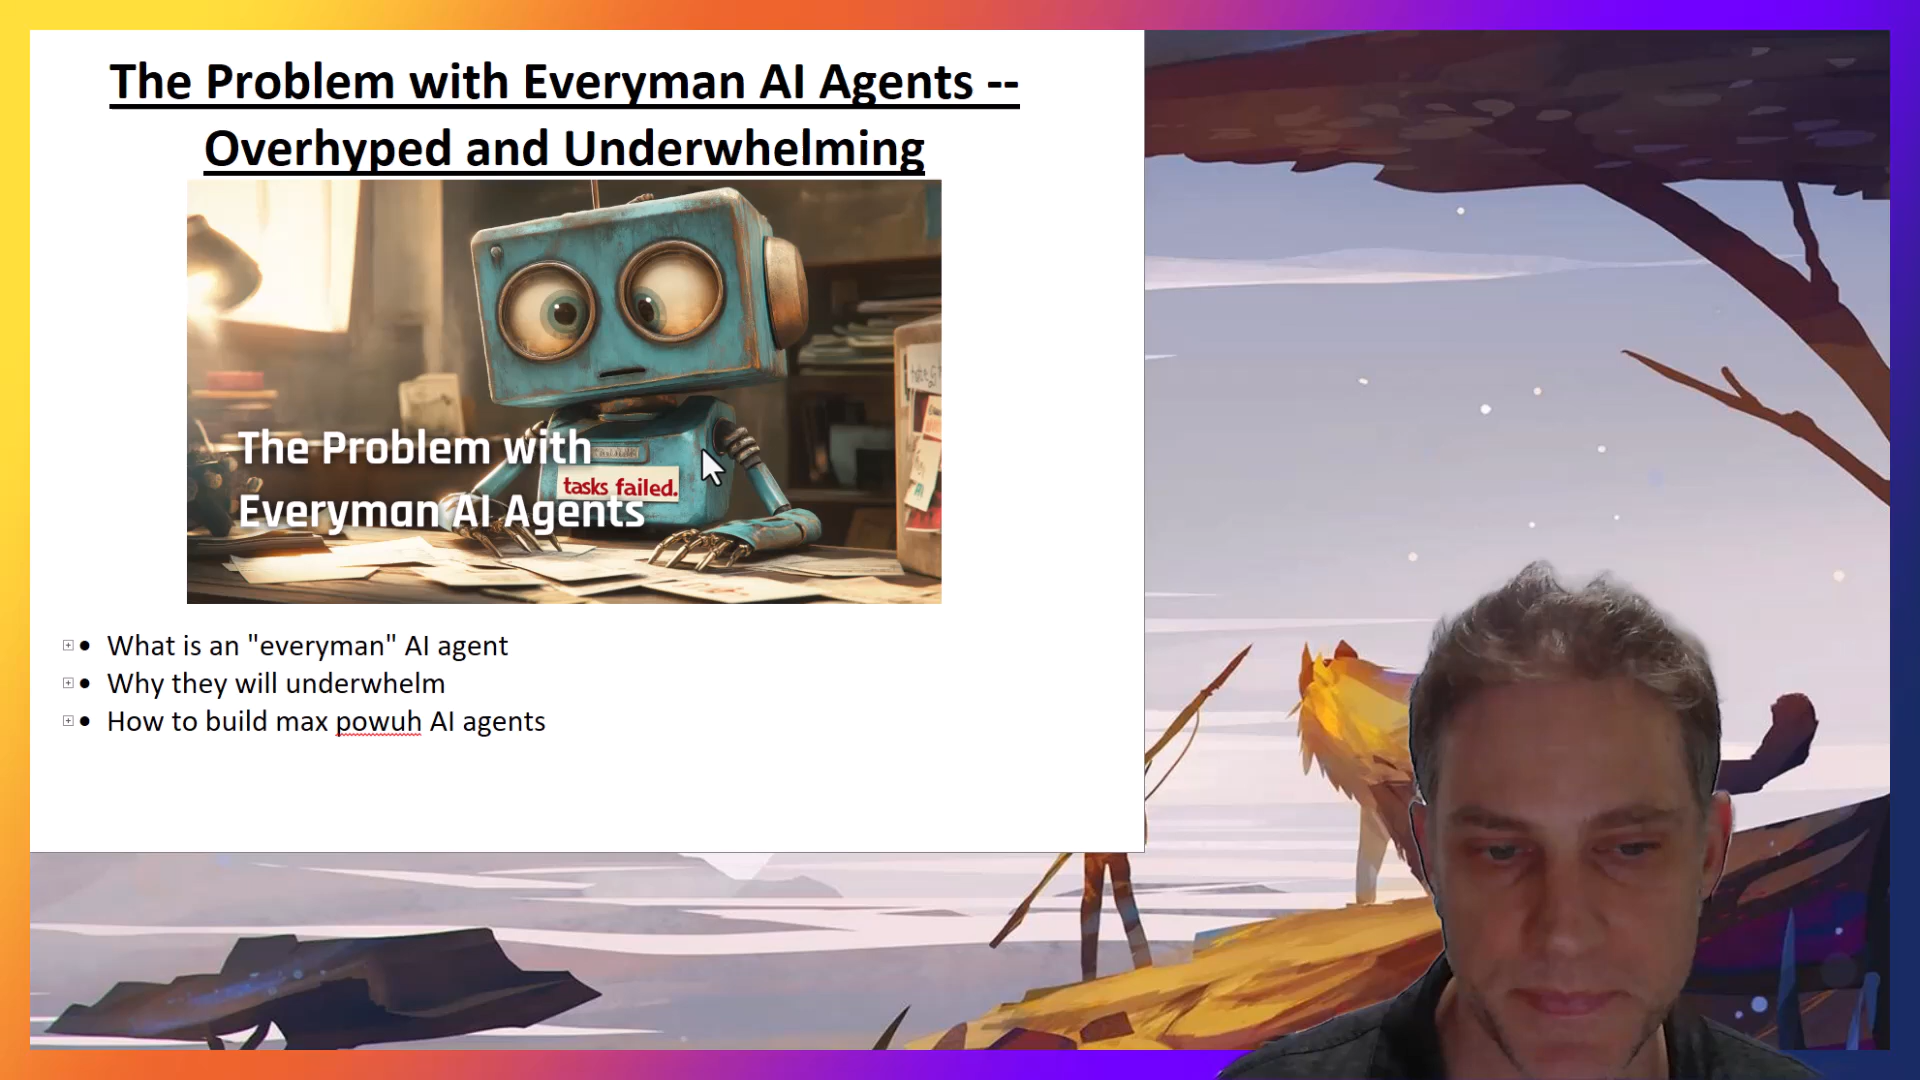 The Problem with Everyman AI Agents --
Overhyped and Underwhelming
The Problem with
tasks failed.
Everyman AI Agents
• What is an "everyman" AI agent
• Why they will underwhelm
• How to build max powuh AI agents